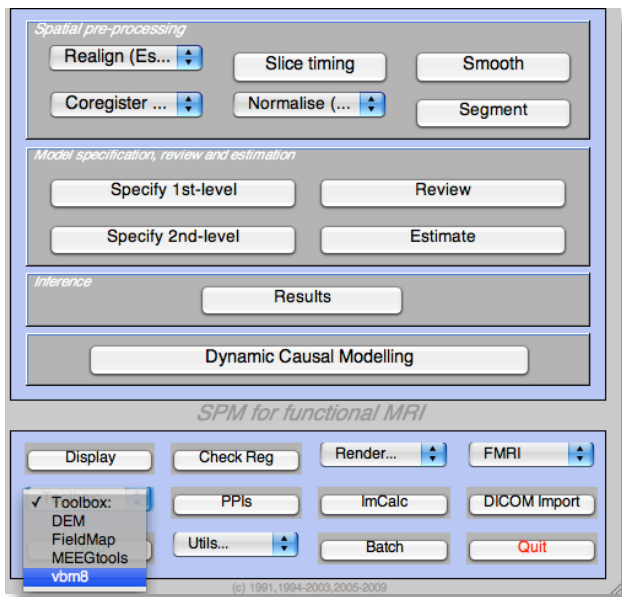 Spatial pre-processing
Realign (Es...
Slice timing
Smooth
Coregister ...
Normalise (...
Segment
Model specification, review and estimation
Specify 1st-level
Review
Specify 2nd-level
Estimate
Inference
Results
Dynamic Causal Modelling
SPM for functional MRI
Display
Check Reg
Render...
FMRI
✓ Toolbox:
PPIs
ImCalc
DICOM Import
DEM
FieldMap
MEEGtools
vbm8
Utils...
Batch
Quit
(c) 1991,1994-2003,2005-2009